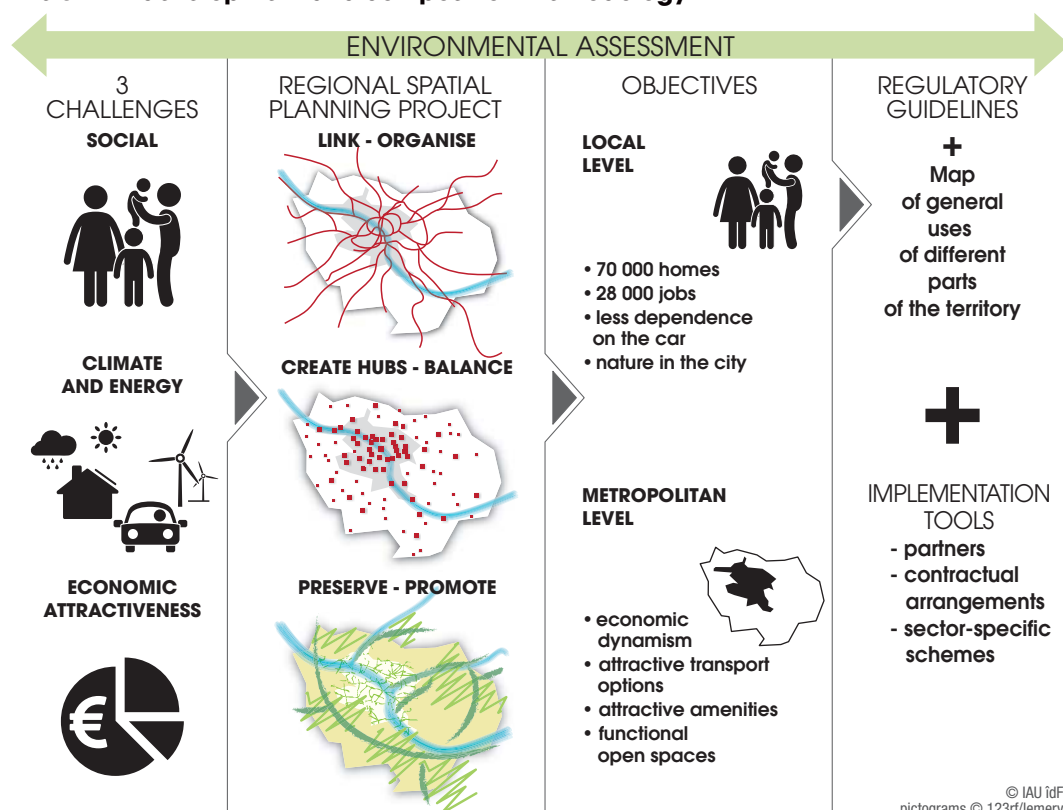 ENVIRONMENTAL ASSESSMENT
3
CHALLENGES
SOCIAL
CLIMATE
AND ENERGY
ECONOMIC
ATTRACTIVENESS
€
REGIONAL SPATIAL
PLANNING PROJECT
LINK - ORGANISE
CREATE HUBS - BALANCE
PRESERVE - PROMOTE
OBJECTIVES
LOCAL
LEVEL
• 70 000 homes
• 28 000 jobs
• less dependence
on the car
• nature in the city
METROPOLITAN
LEVEL
• economic
dynamism
• attractive transport
options
• attractive amenities
• functional
open spaces
REGULATORY
GUIDELINES
+
Map
of general
uses
of different
parts
of the territory
+
IMPLEMENTATION
TOOLS
- partners
- contractual
arrangements
- sector-specific
schemes
© IAU îdF
pictograms © 123rf/lemery